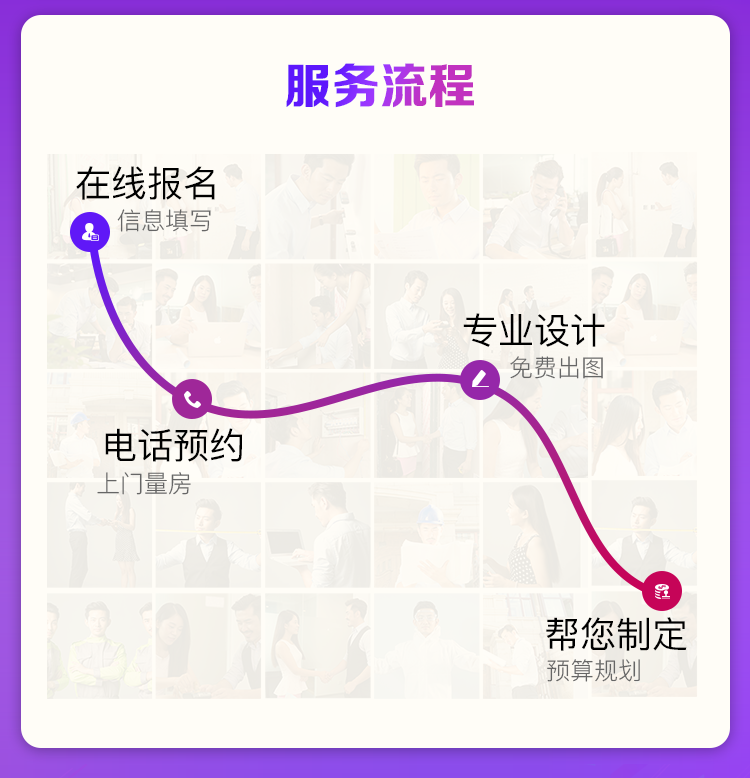 服务流程
在线报名
信息填写
专业设计
免费出图
电话预约
上门量房
帮您制定
预算规划